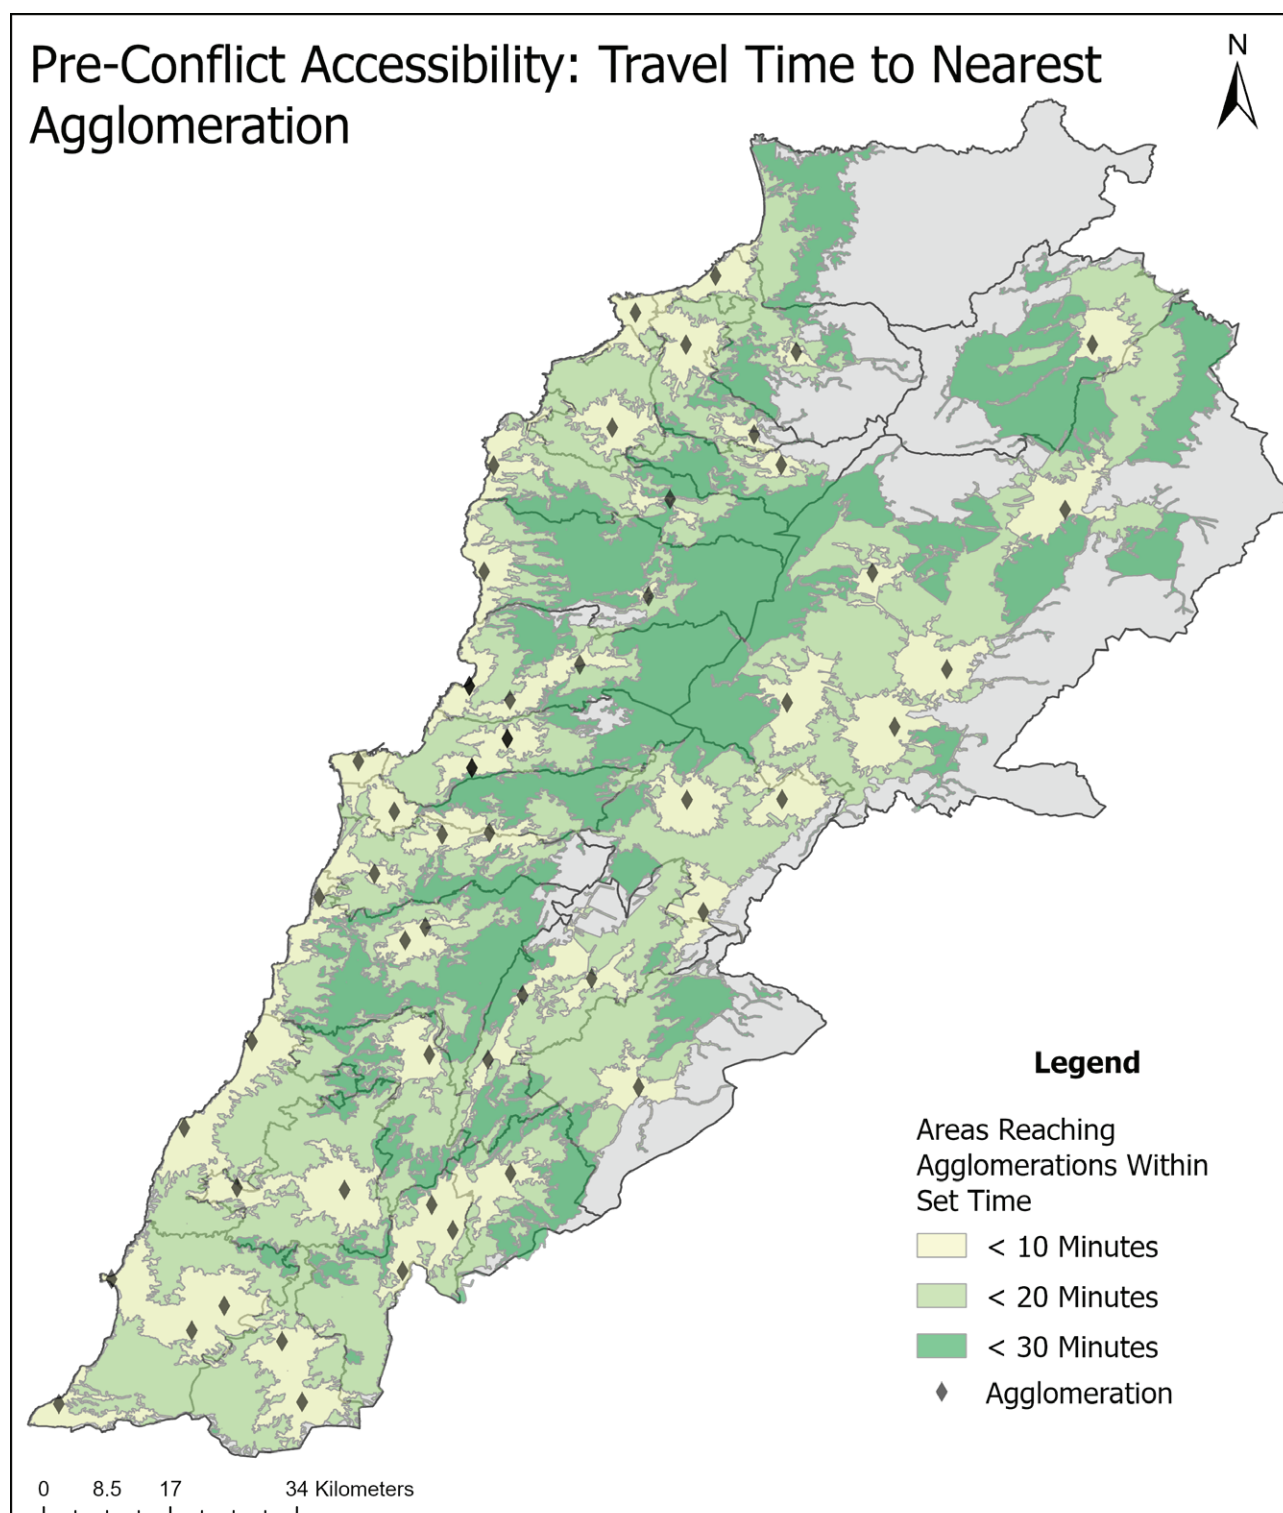 Pre-Conflict Accessibility: Travel Time to Nearest
Agglomeration
N
Legend
Areas Reaching
Agglomerations Within
Set Time
< 10 Minutes
< 20 Minutes
< 30 Minutes
Agglomeration
0 8.5 17 34 Kilometers